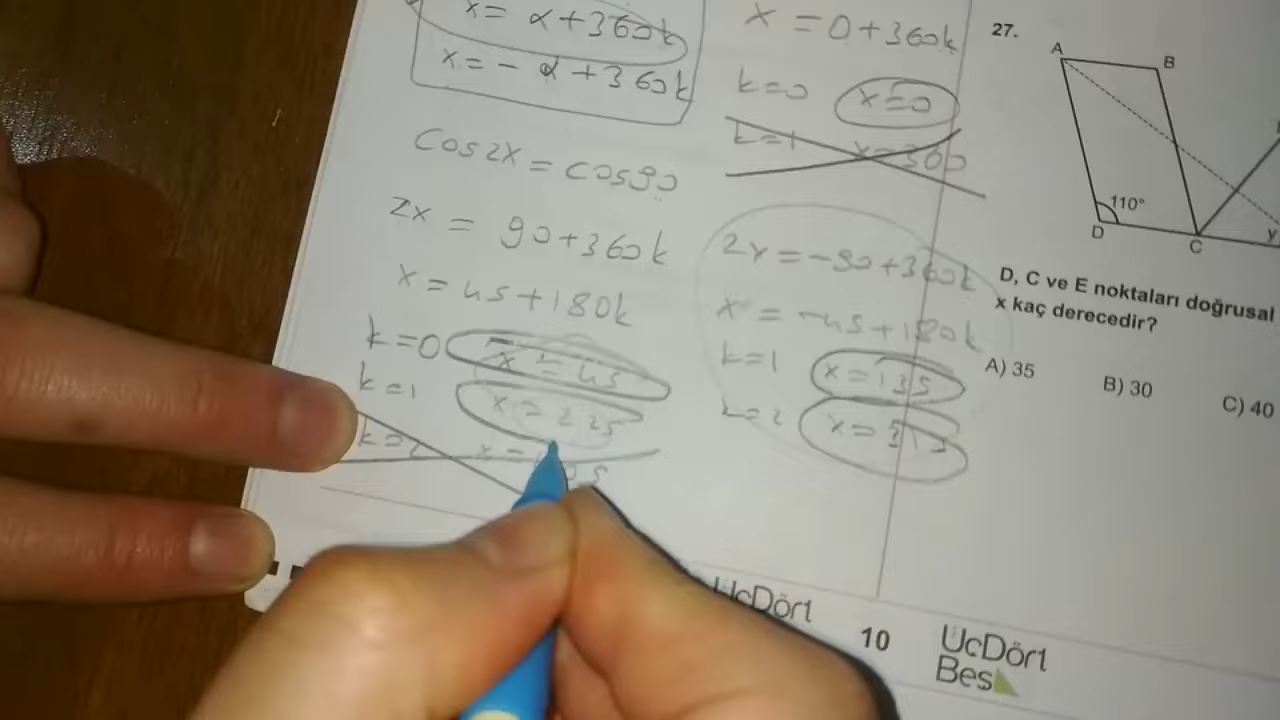 x = α + 360k
x = - α + 360k
Cos2x = cos90
2x = 90 + 360k
x = 45 + 180k
k=0 x = 45
k=1 x = 225
k=2 x =
x = 0 + 360k
k=0 x=0
k=1 x=360
2x = -90 + 360k
x = -45 + 180k
k=1 x = 135
k=2 x = 315
27.
A
B
110°
D
C
y
D, C ve E noktaları doğrusal
x kaç derecedir?
A) 35 B) 30 C) 40
ÜçDört
10
ÜçDört
Beş